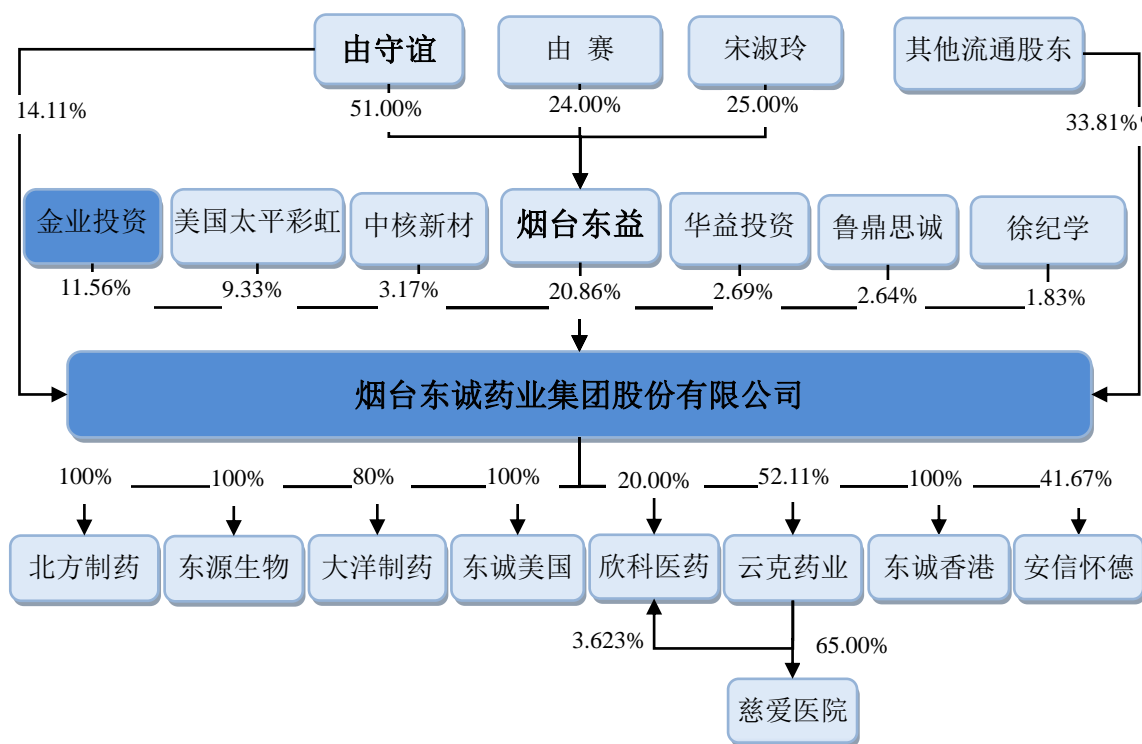 由守谊
由 赛
宋淑玲
其他流通股东
14.11%
51.00%
24.00%
25.00%
33.81%
金业投资
美国太平彩虹
中核新材
烟台东益
华益投资
鲁鼎思诚
徐纪学
11.56%
9.33%
3.17%
20.86%
2.69%
2.64%
1.83%
烟台东诚药业集团股份有限公司
100%
100%
80%
100%
20.00%
52.11%
100%
41.67%
北方制药
东源生物
大洋制药
东诚美国
欣科医药
云克药业
东诚香港
安信怀德
3.623%
65.00%
慈爱医院